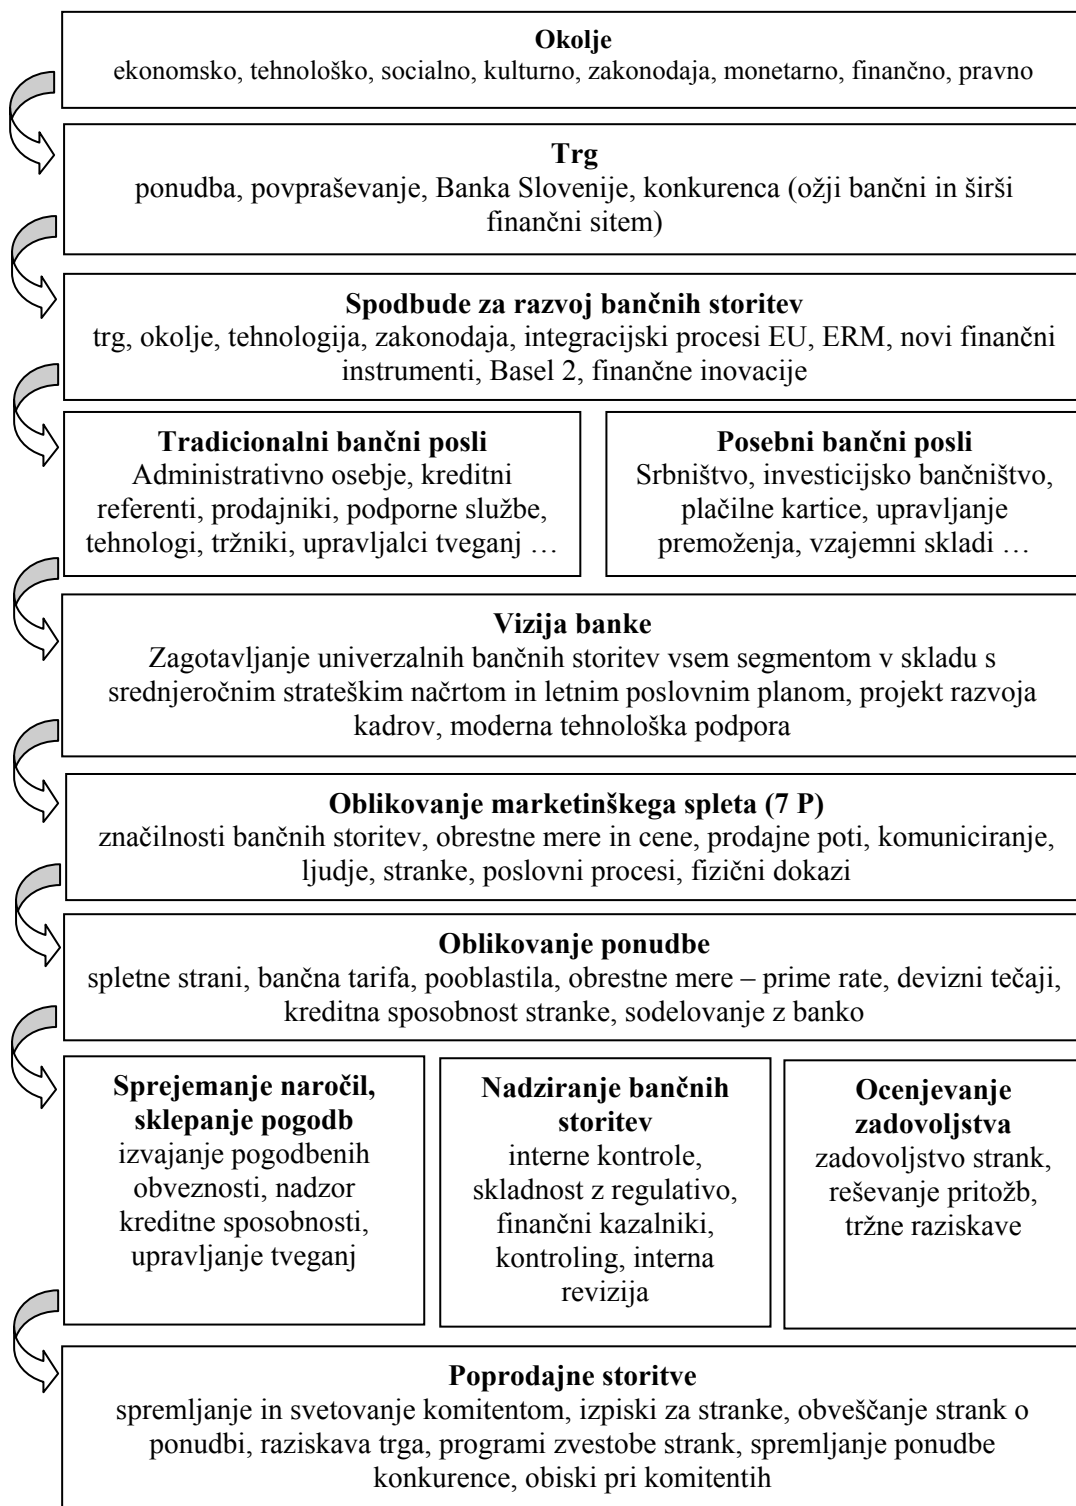 Okolje
ekonomsko, tehnološko, socialno, kulturno, zakonodaja, monetarno, finančno, pravno
Trg
ponudba, povpraševanje, Banka Slovenije, konkurenca (ožji bančni in širši
finančni sitem)
Spodbude za razvoj bančnih storitev
trg, okolje, tehnologija, zakonodaja, integracijski procesi EU, ERM, novi finančni
instrumenti, Basel 2, finančne inovacije
Tradicionalni bančni posli
Administrativno osebje, kreditni
referenti, prodajniki, podporne službe,
tehnologi, tržniki, upravljalci tveganj …
Posebni bančni posli
Srbništvo, investicijsko bančništvo,
plačilne kartice, upravljanje
premoženja, vzajemni skladi …
Vizija banke
Zagotavljanje univerzalnih bančnih storitev vsem segmentom v skladu s
srednjeročnim strateškim načrtom in letnim poslovnim planom, projekt razvoja
kadrov, moderna tehnološka podpora
Oblikovanje marketinškega spleta (7 P)
značilnosti bančnih storitev, obrestne mere in cene, prodajne poti, komuniciranje,
ljudje, stranke, poslovni procesi, fizični dokazi
Oblikovanje ponudbe
spletne strani, bančna tarifa, pooblastila, obrestne mere – prime rate, devizni tečaji,
kreditna sposobnost stranke, sodelovanje z banko
Sprejemanje naročil,
sklepanje pogodb
izvajanje pogodbenih
obveznosti, nadzor
kreditne sposobnosti,
upravljanje tveganj
Nadziranje bančnih
storitev
interne kontrole,
skladnost z regulativo,
finančni kazalniki,
kontroling, interna
revizija
Ocenjevanje
zadovoljstva
zadovoljstvo strank,
reševanje pritožb,
tržne raziskave
Poprodajne storitve
spremljanje in svetovanje komitentom, izpiski za stranke, obveščanje strank o
ponudbi, raziskava trga, programi zvestobe strank, spremljanje ponudbe
konkurence, obiski pri komitentih